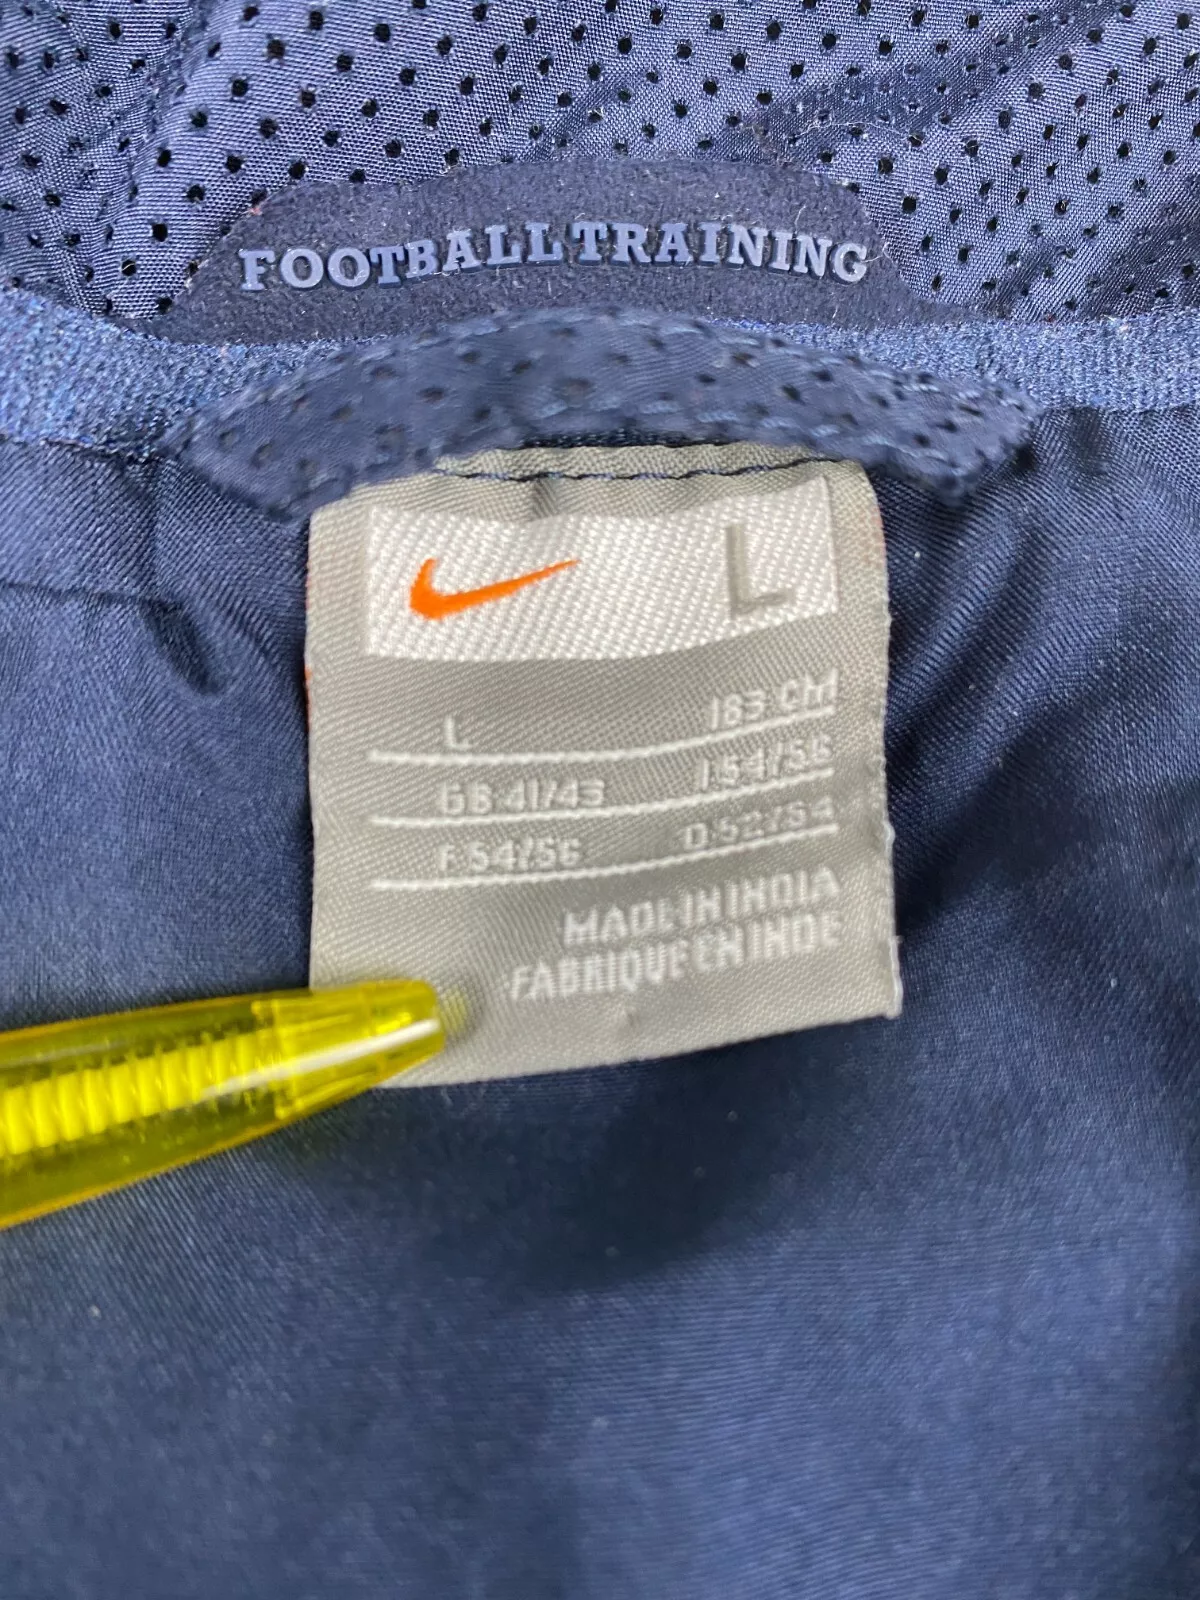 FOOTBALL TRAINING
L
L 183 CM
GB 41/43 I 54/56
F 54/56 D 52/54
MADE IN INDIA
FABRIQUE EN INDE